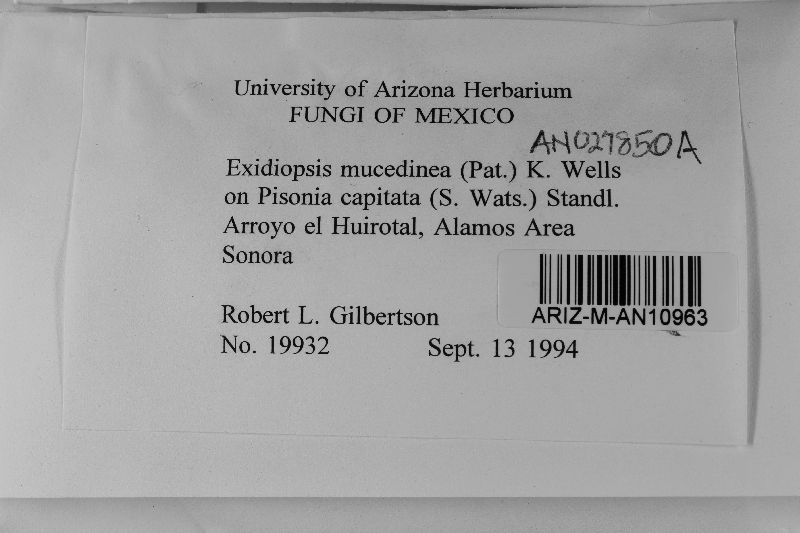 University of Arizona Herbarium
FUNGI OF MEXICO
AN027850A
Exidiopsis mucedinea (Pat.) K. Wells
on Pisonia capitata (S. Wats.) Standl.
Arroyo el Huirotal, Alamos Area
Sonora
ARIZ-M-AN10963
Robert L. Gilbertson
No. 19932 Sept. 13 1994